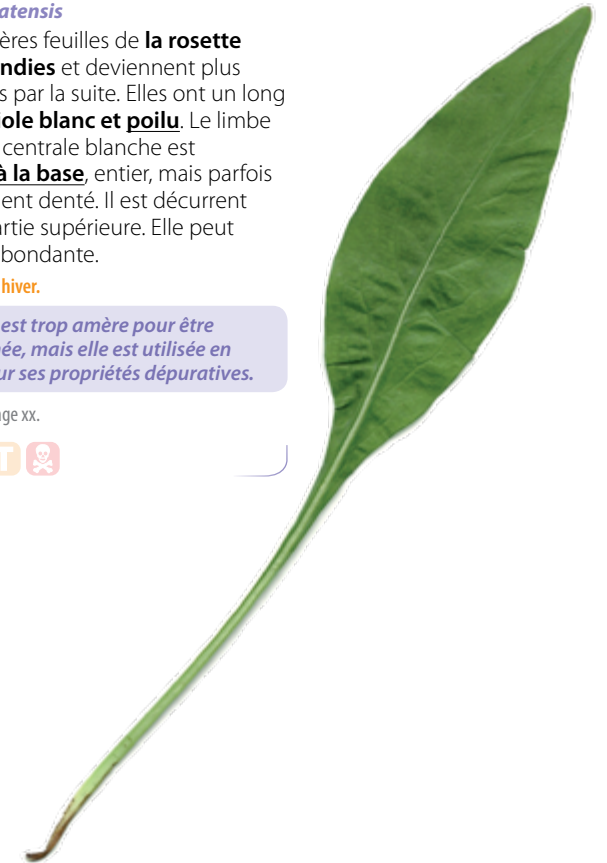 atensis
ères feuilles de la rosette
ndies et deviennent plus
s par la suite. Elles ont un long
iole blanc et poilu. Le limbe
centrale blanche est
à la base, entier, mais parfois
ent denté. Il est décurrent
artie supérieure. Elle peut
bondante.
hiver.
est trop amère pour être
ée, mais elle est utilisée en
ur ses propriétés dépuratives.
ge xx.
T